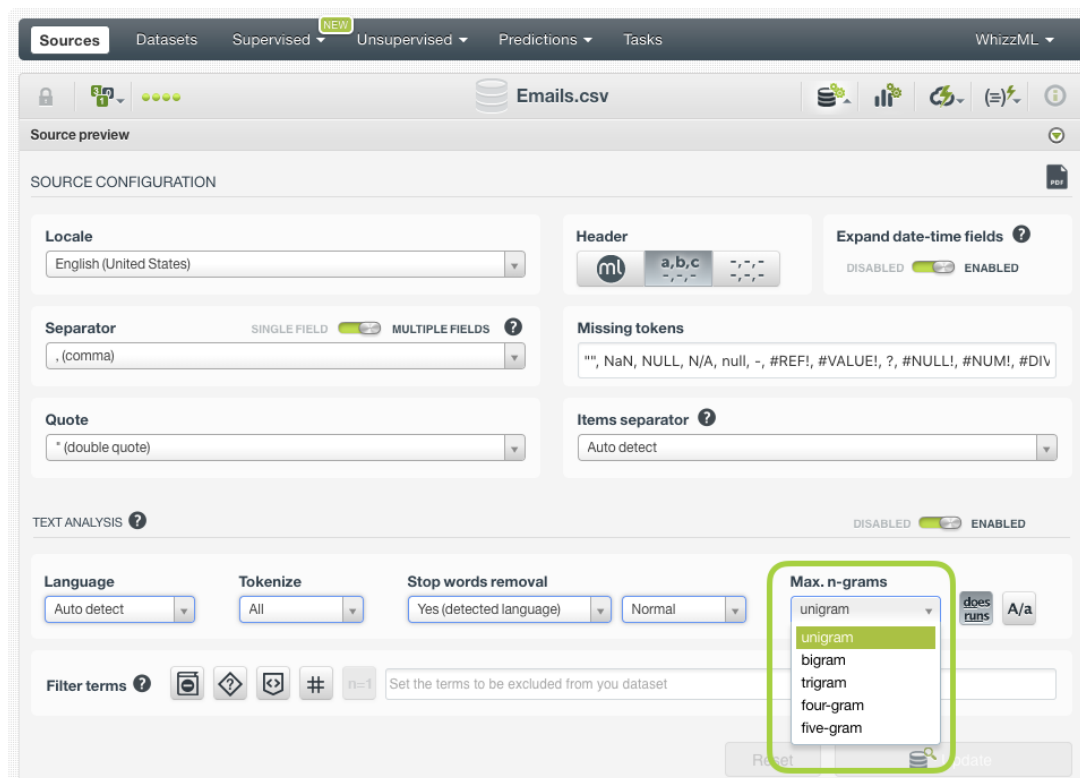 NEW
Sources Datasets Supervised Unsupervised Predictions Tasks WhizzML
Emails.csv
Source preview
SOURCE CONFIGURATION
PDF
Locale
English (United States)
Header
ml a,b,c -,-,- -,-,- -,-,-
Expand date-time fields ?
DISABLED ENABLED
Separator SINGLE FIELD MULTIPLE FIELDS ?
, (comma)
Missing tokens
"", NaN, NULL, N/A, null, -, #REF!, #VALUE!, ?, #NULL!, #NUM!, #DIV
Quote
" (double quote)
Items separator ?
Auto detect
TEXT ANALYSIS ? DISABLED ENABLED
Language Tokenize Stop words removal Max. n-grams
Auto detect All Yes (detected language) Normal unigram does runs A/a
unigram
bigram
trigram
four-gram
five-gram
Filter terms ? ? # n=1 Set the terms to be excluded from you dataset
Reset Update